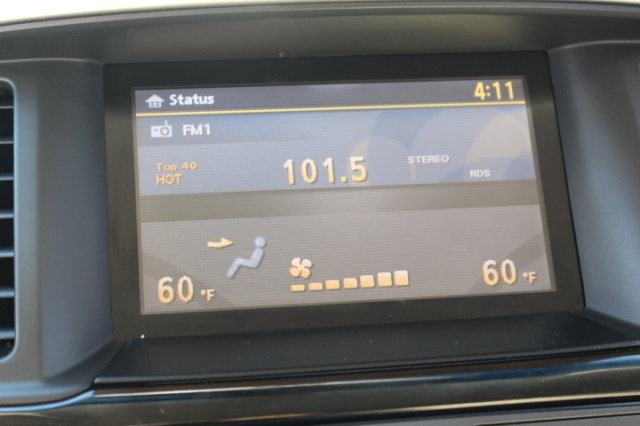 Status 4:11
FM1
Top 40
HOT
101.5
STEREO
RDS
60 °F
60 °F